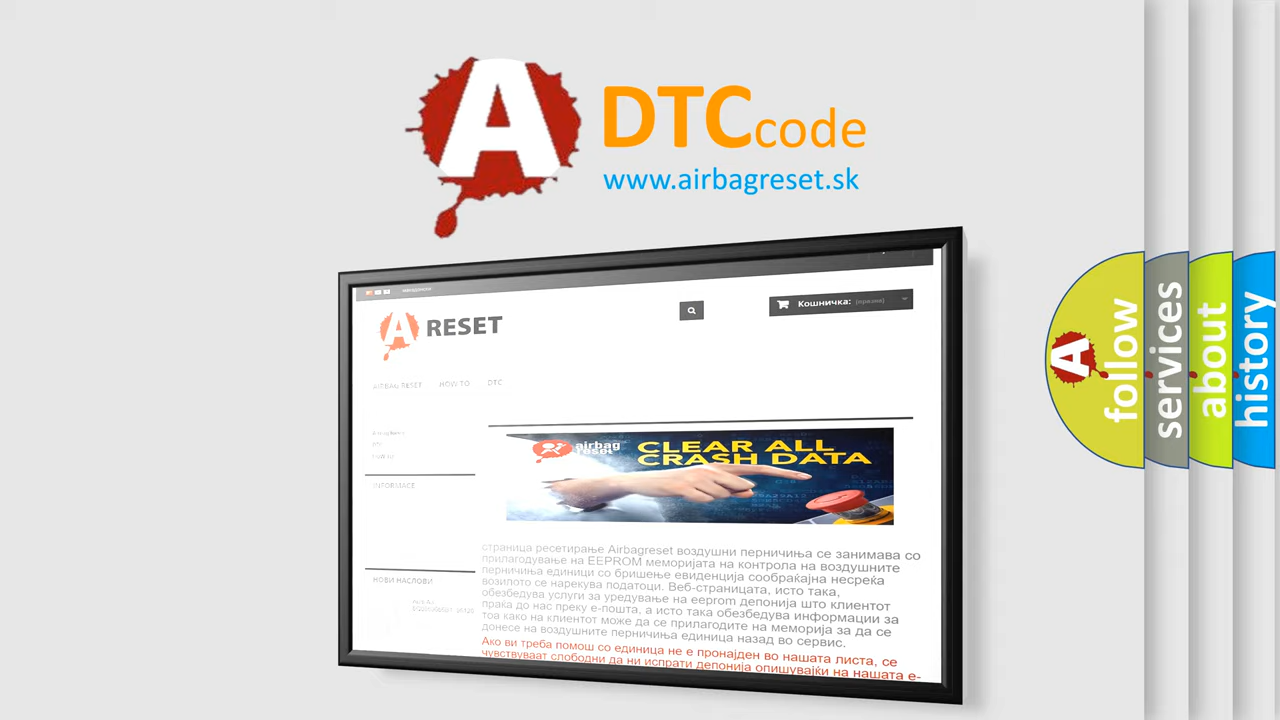 A
DTC code
www.airbagreset.sk
A RESET
Кошничка: (празна)
AIRBAG RESET HOW TO DTC
INFORMACE
airbag reset
CLEAR ALL
CRASH DATA
страница ресетирање Airbagreset воздушни перничиња се занимава со
прилагодување на EEPROM меморијата на контрола на воздушните
перничиња единици со бришење евиденција сообраќајна несреќа
возилото се нарекува податоци. Веб-страницата, исто така,
обезбедува услуги за уредување на eeprom депонија што клиентот
праќа до нас преку е-пошта, а исто така обезбедува информации за
тоа како на клиентот може да се прилагодите на меморија за да се
донесе на воздушните перничиња единица назад во сервис.
Ако ви треба помош со единица не е пронајден во нашата листа, се
чувствуваат слободни да ни испрати депонија опишувајќи на нашата е-
НОВИ НАСЛОВИ
A
follow
services
about
history